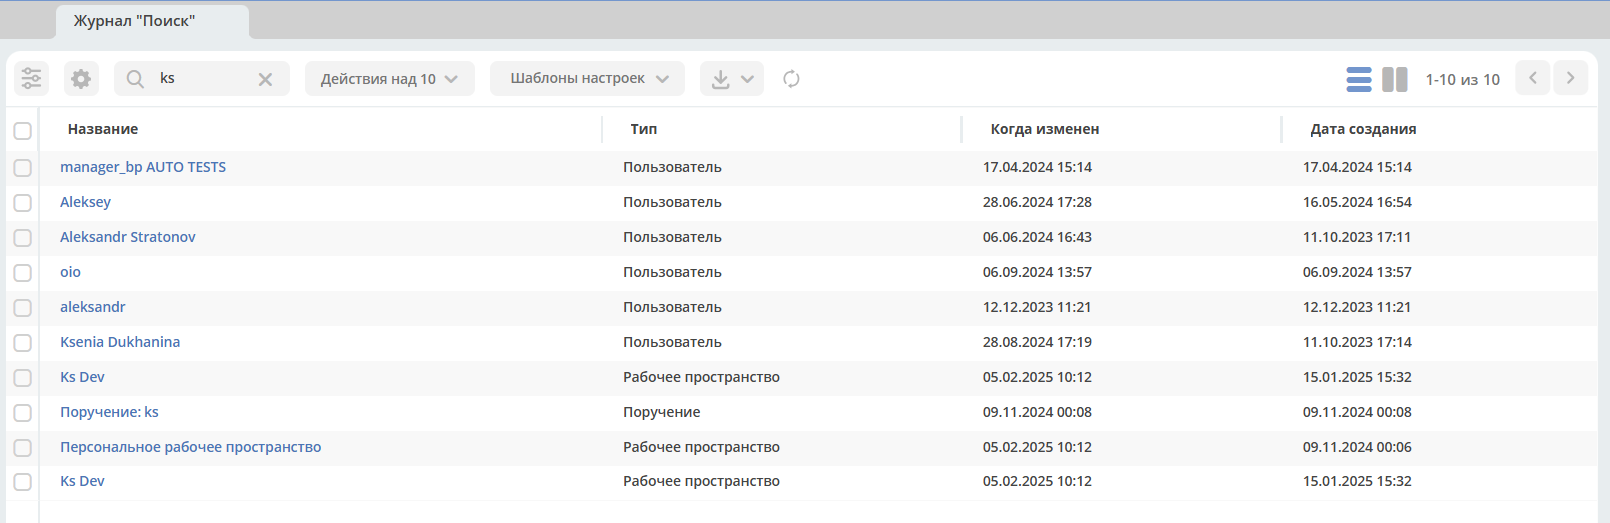 Журнал "Поиск"
ks Действия над 10 Шаблоны настроек 1-10 из 10
Название Тип Когда изменен Дата создания
manager_bp AUTO TESTS Пользователь 17.04.2024 15:14 17.04.2024 15:14
Aleksey Пользователь 28.06.2024 17:28 16.05.2024 16:54
Aleksandr Stratonov Пользователь 06.06.2024 16:43 11.10.2023 17:11
oio Пользователь 06.09.2024 13:57 06.09.2024 13:57
aleksandr Пользователь 12.12.2023 11:21 12.12.2023 11:21
Ksenia Dukhanina Пользователь 28.08.2024 17:19 11.10.2023 17:14
Ks Dev Рабочее пространство 05.02.2025 10:12 15.01.2025 15:32
Поручение: ks Поручение 09.11.2024 00:08 09.11.2024 00:08
Персональное рабочее пространство Рабочее пространство 05.02.2025 10:12 09.11.2024 00:06
Ks Dev Рабочее пространство 05.02.2025 10:12 15.01.2025 15:32